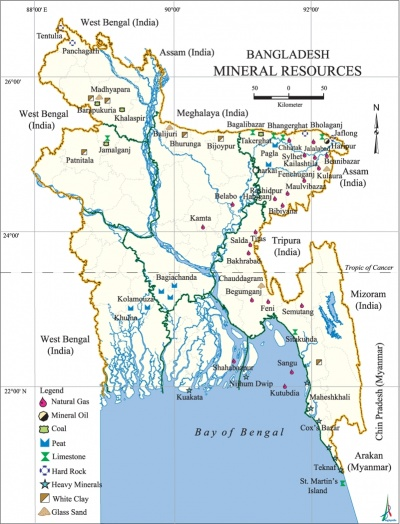 88°00' E
90°00'
92°00'
West Bengal (India)
Tentulia
Panchagarh
Assam (India)
BANGLADESH
MINERAL RESOURCES
26°00'
50 0 50
Kilometer
N
Madhyapara
Barapukuria
Khalaspir
West Bengal
(India)
Meghalaya (India)
Bagalibazar
Bhangerghat
Bholaganj
Jaflong
Takerghat
Haripur
Baljuri
Bhurunga
Bijoypur
Chhatak
Jalalabad
Pagla
Sylhet
Beanibazar
Jamalganj
Kailashtila
Patnitala
Charkai
Fenchuganj
Kulaura
Assam
(India)
Rashidpur
Maulvibazar
Habiganj
Belabo
Bibiyana
Kamta
24°00'
Titas
Salda
Tripura
(India)
Bakhrabad
Tropic of Cancer
Bagiachanda
Chauddagram
Begumganj
Kolamouza
Feni
Semutang
Mizoram
(India)
Khulna
West Bengal
(India)
Sitakunda
Shahabazpur
Sangu
Nijhum Dwip
22°00'
Kutubdia
Maheshkhali
Kuakata
Cox's Bazar
Chin Pradesh (Myanmar)
Bay of Bengal
Arakan
(Myanmar)
Teknaf
St. Martin's
Island
Legend
Natural Gas
Mineral Oil
Coal
Peat
Limestone
Hard Rock
Heavy Minerals
White Clay
Glass Sand